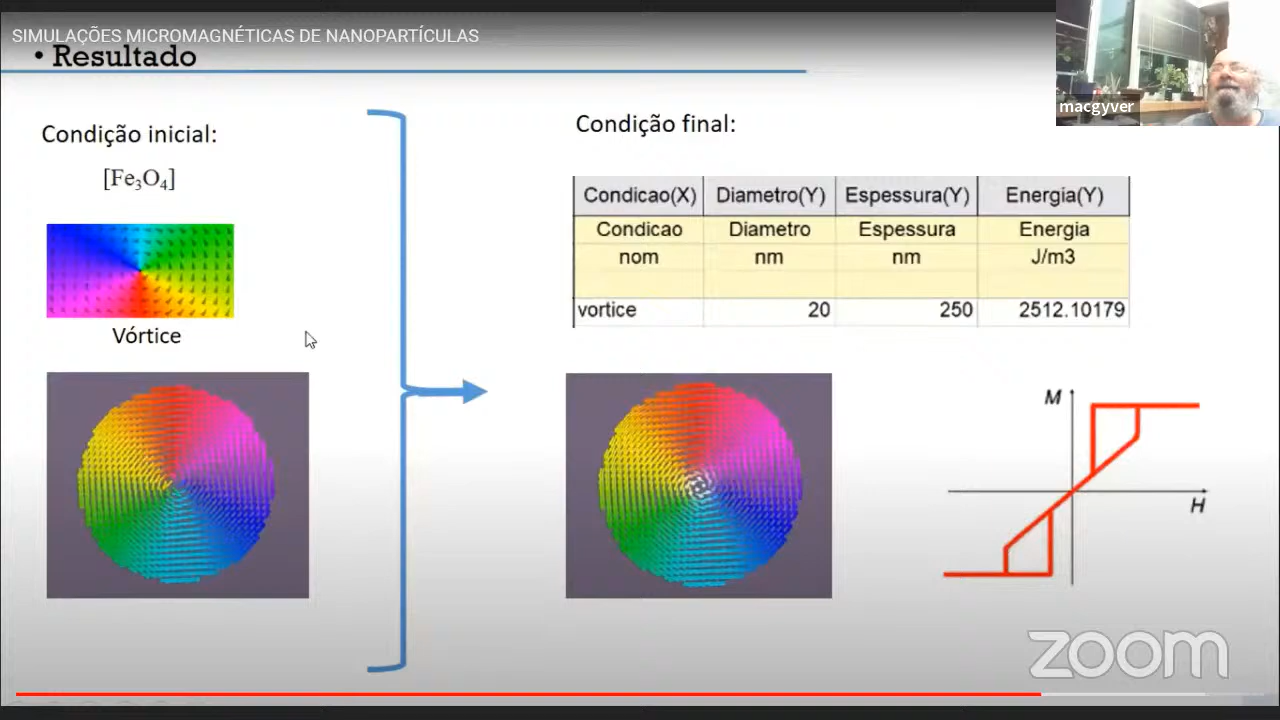 SIMULAÇÕES MICROMAGNÉTICAS DE NANOPARTÍCULAS
• Resultado
macgyver
Condição inicial:
[Fe₃O₄]
Vórtice
Condição final:
Condicao(X) Diametro(Y) Espessura(Y) Energia(Y)
Condicao Diametro Espessura Energia
nom nm nm J/m3
vortice 20 250 2512.10179
M
H
zoom